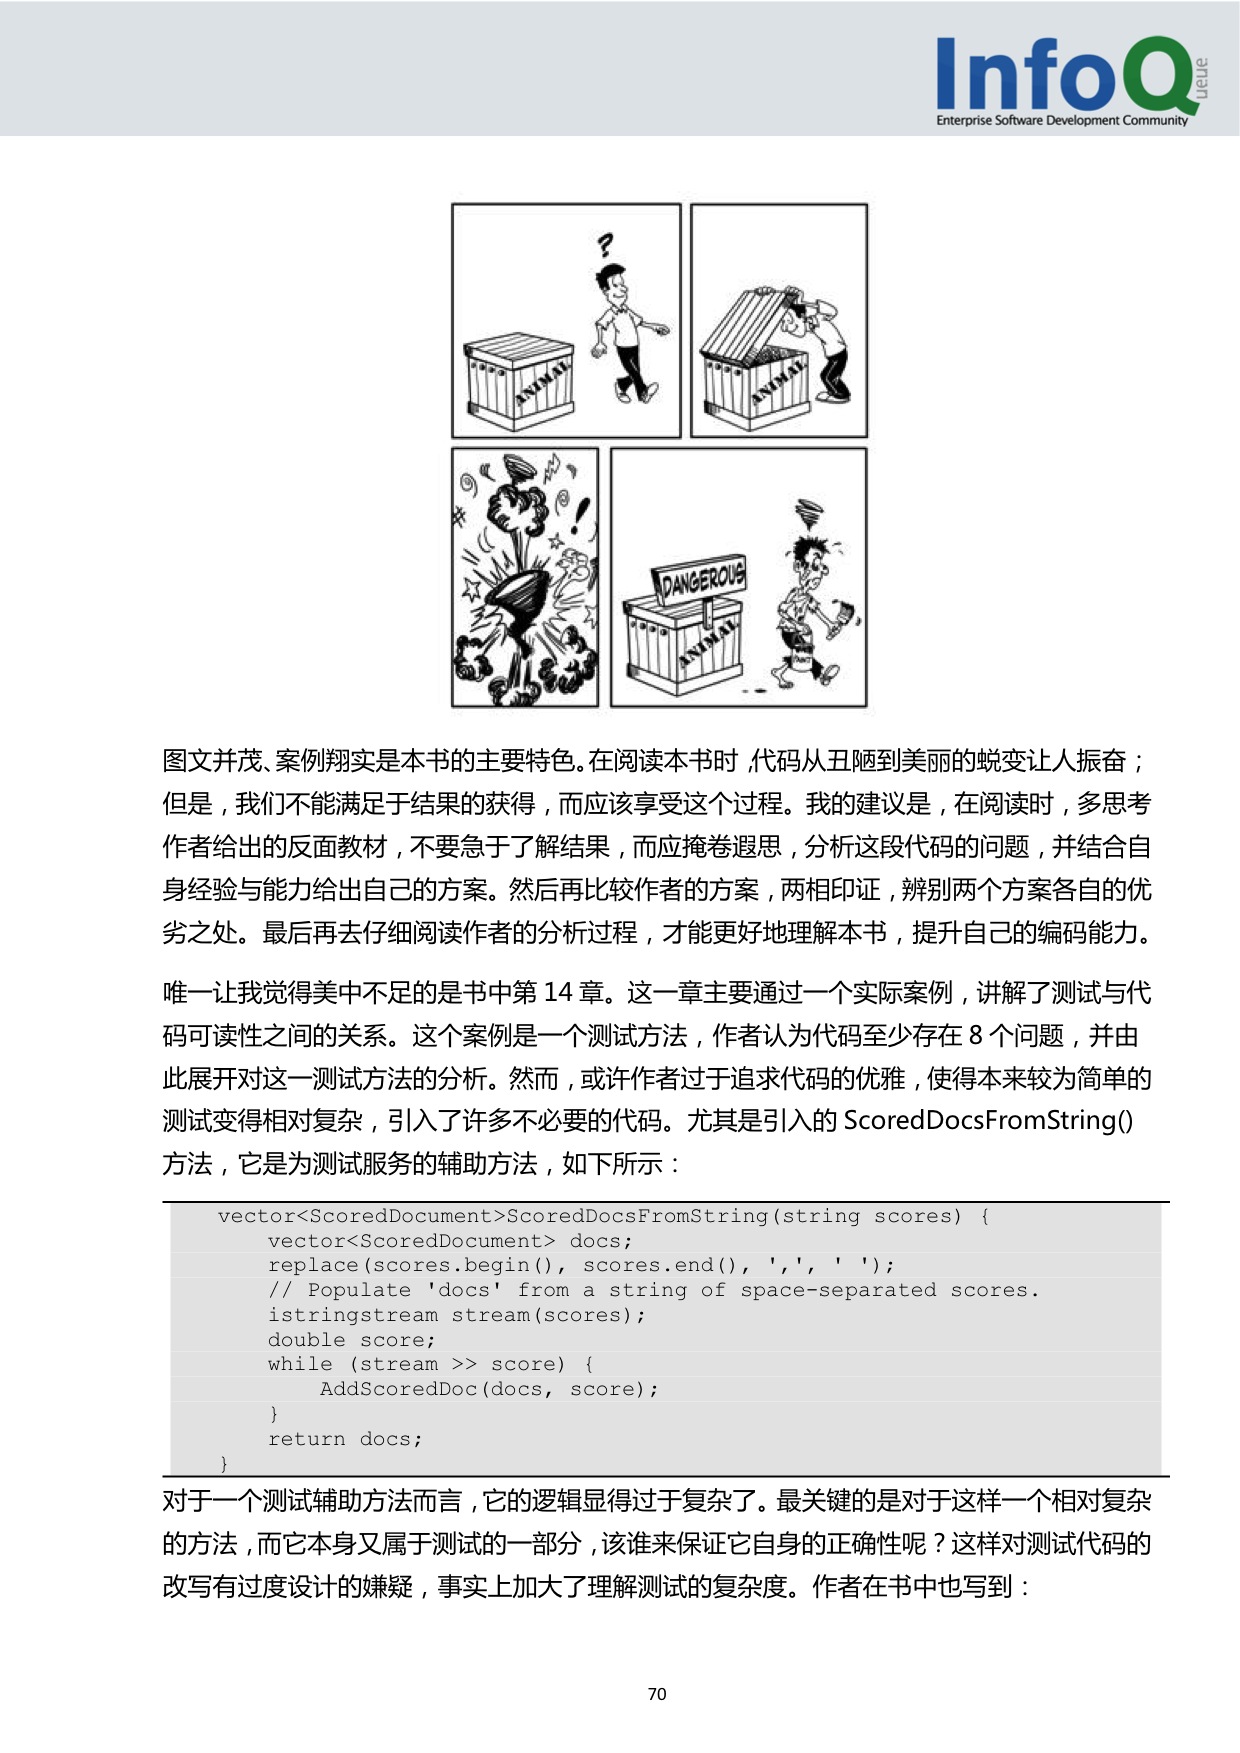 InfoQueue
Enterprise Software Development Community
?
ANIMAL
ANIMAL
!
DANGEROUS
ANIMAL
PAINT
图文并茂、案例翔实是本书的主要特色。在阅读本书时，代码从丑陋到美丽的蜕变让人振奋；
但是，我们不能满足于结果的获得，而应该享受这个过程。我的建议是，在阅读时，多思考
作者给出的反面教材，不要急于了解结果，而应掩卷遐思，分析这段代码的问题，并结合自
身经验与能力给出自己的方案。然后再比较作者的方案，两相印证，辨别两个方案各自的优
劣之处。最后再去仔细阅读作者的分析过程，才能更好地理解本书，提升自己的编码能力。
唯一让我觉得美中不足的是书中第 14 章。这一章主要通过一个实际案例，讲解了测试与代
码可读性之间的关系。这个案例是一个测试方法，作者认为代码至少存在 8 个问题，并由
此展开对这一测试方法的分析。然而，或许作者过于追求代码的优雅，使得本来较为简单的
测试变得相对复杂，引入了许多不必要的代码。尤其是引入的 ScoredDocsFromString()
方法，它是为测试服务的辅助方法，如下所示：
vector<ScoredDocument>ScoredDocsFromString(string scores) {
vector<ScoredDocument> docs;
replace(scores.begin(), scores.end(), ',', ' ');
// Populate 'docs' from a string of space-separated scores.
istringstream stream(scores);
double score;
while (stream >> score) {
AddScoredDoc(docs, score);
}
return docs;
}
对于一个测试辅助方法而言，它的逻辑显得过于复杂了。最关键的是对于这样一个相对复杂
的方法，而它本身又属于测试的一部分，该谁来保证它自身的正确性呢？这样对测试代码的
改写有过度设计的嫌疑，事实上加大了理解测试的复杂度。作者在书中也写到：
70